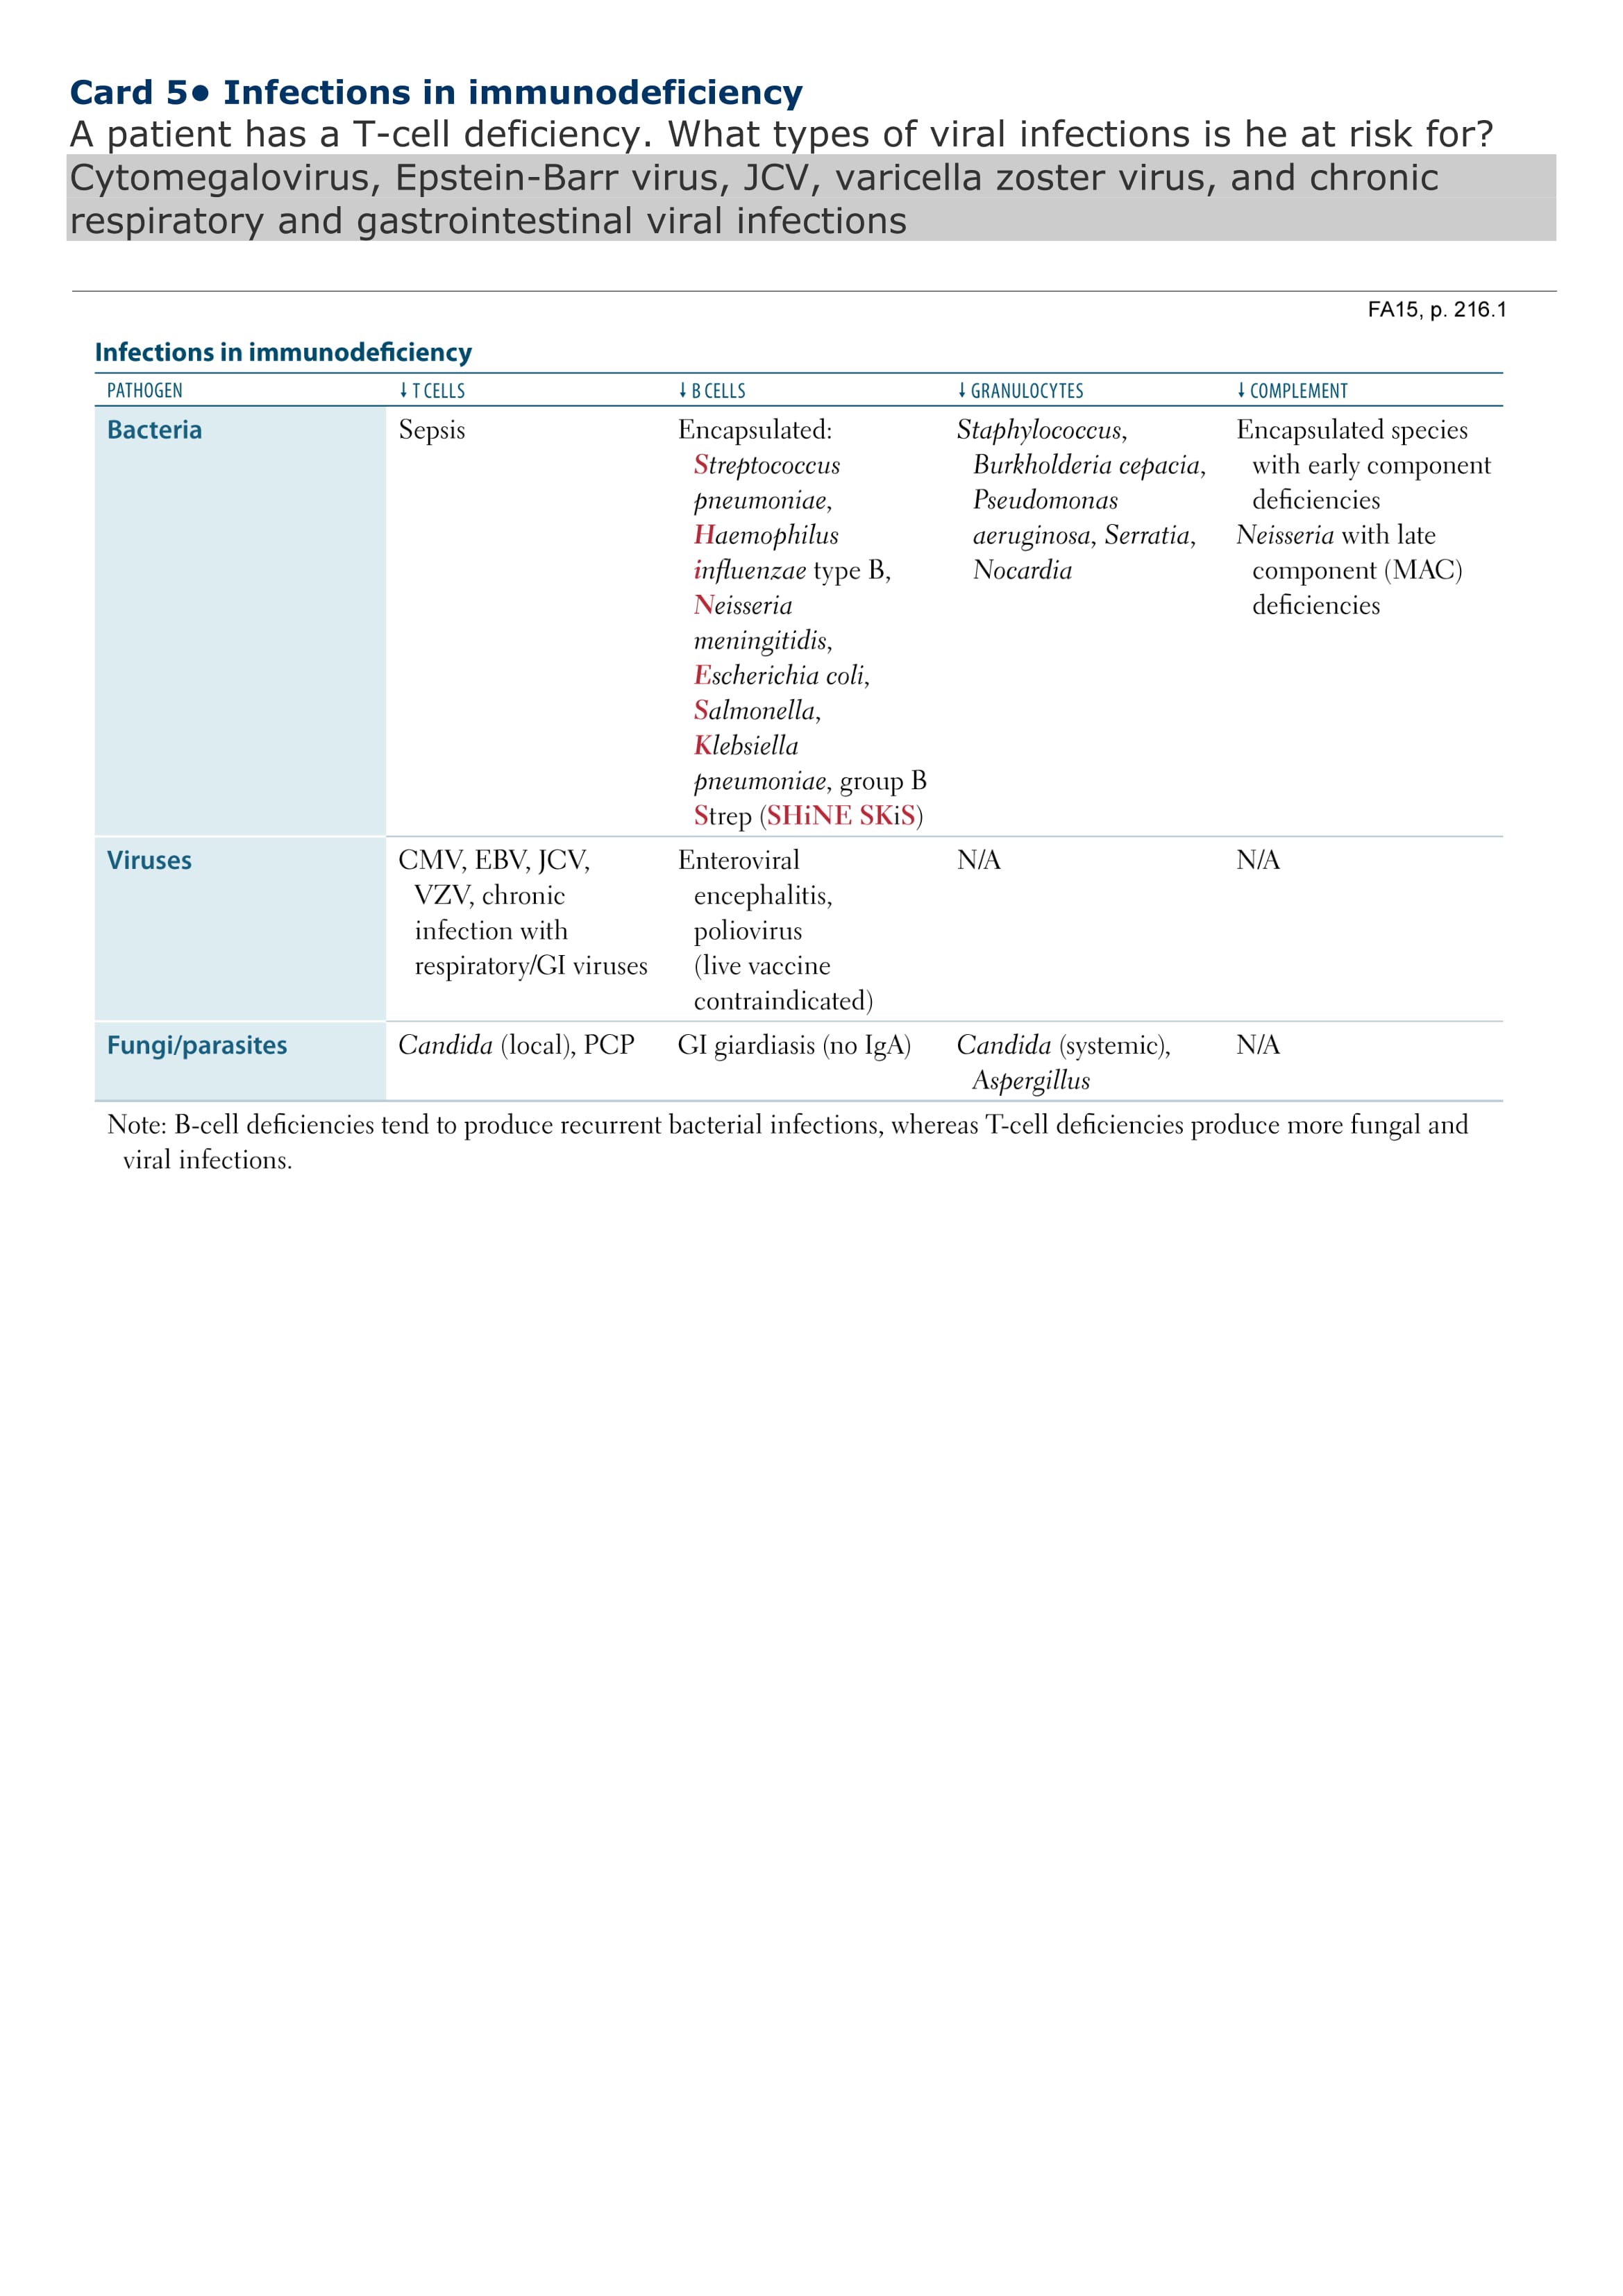 Card 5• Infections in immunodeficiency
A patient has a T-cell deficiency. What types of viral infections is he at risk for?
Cytomegalovirus, Epstein-Barr virus, JCV, varicella zoster virus, and chronic
respiratory and gastrointestinal viral infections
FA15, p. 216.1
Infections in immunodeficiency
PATHOGEN
↓ T CELLS
↓ B CELLS
↓ GRANULOCYTES
↓ COMPLEMENT
Bacteria
Sepsis
Encapsulated:
Streptococcus
pneumoniae,
Haemophilus
influenzae type B,
Neisseria
meningitidis,
Escherichia coli,
Salmonella,
Klebsiella
pneumoniae, group B
Strep (SHiNE SKiS)
Staphylococcus,
Burkholderia cepacia,
Pseudomonas
aeruginosa, Serratia,
Nocardia
Encapsulated species
with early component
deficiencies
Neisseria with late
component (MAC)
deficiencies
Viruses
CMV, EBV, JCV,
VZV, chronic
infection with
respiratory/GI viruses
Enteroviral
encephalitis,
poliovirus
(live vaccine
contraindicated)
N/A
N/A
Fungi/parasites
Candida (local), PCP
GI giardiasis (no IgA)
Candida (systemic),
Aspergillus
N/A
Note: B-cell deficiencies tend to produce recurrent bacterial infections, whereas T-cell deficiencies produce more fungal and
viral infections.